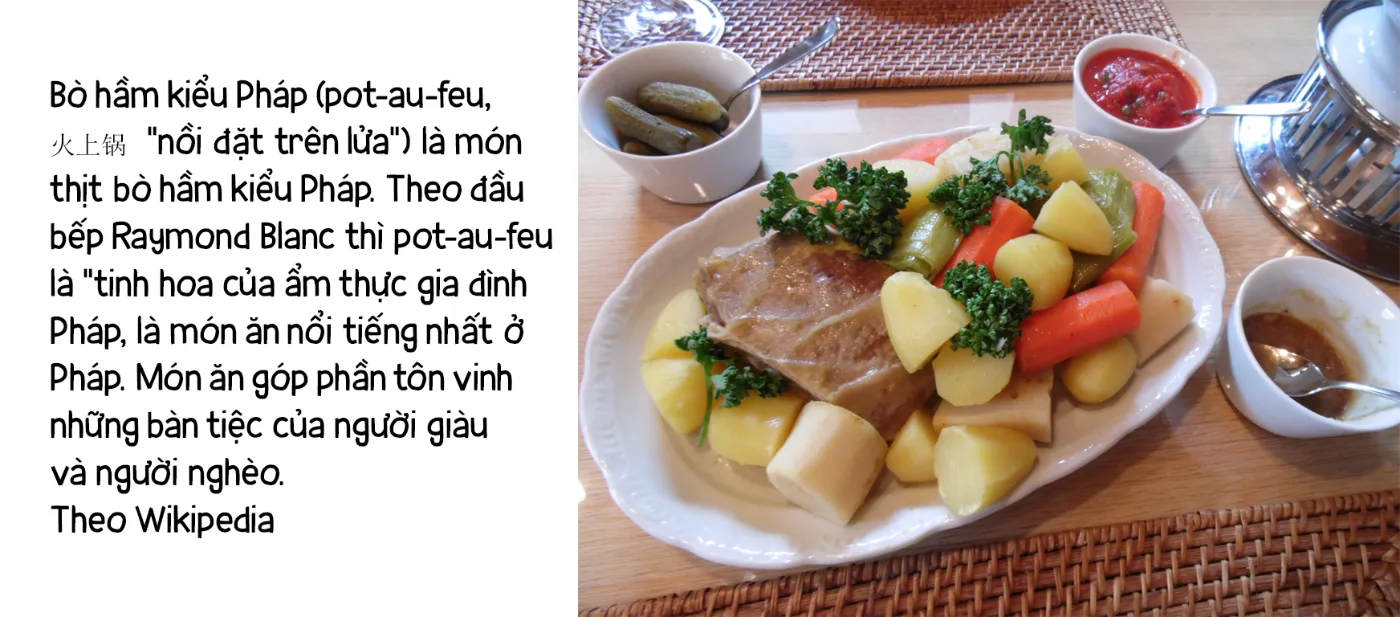 Bò hầm kiểu Pháp (pot-au-feu,
火上锅 "nồi đặt trên lửa") là món
thịt bò hầm kiểu Pháp. Theo đầu
bếp Raymond Blanc thì pot-au-feu
là "tinh hoa của ẩm thực gia đình
Pháp, là món ăn nổi tiếng nhất ở
Pháp. Món ăn góp phần tôn vinh
những bàn tiệc của người giàu
và người nghèo.
Theo Wikipedia